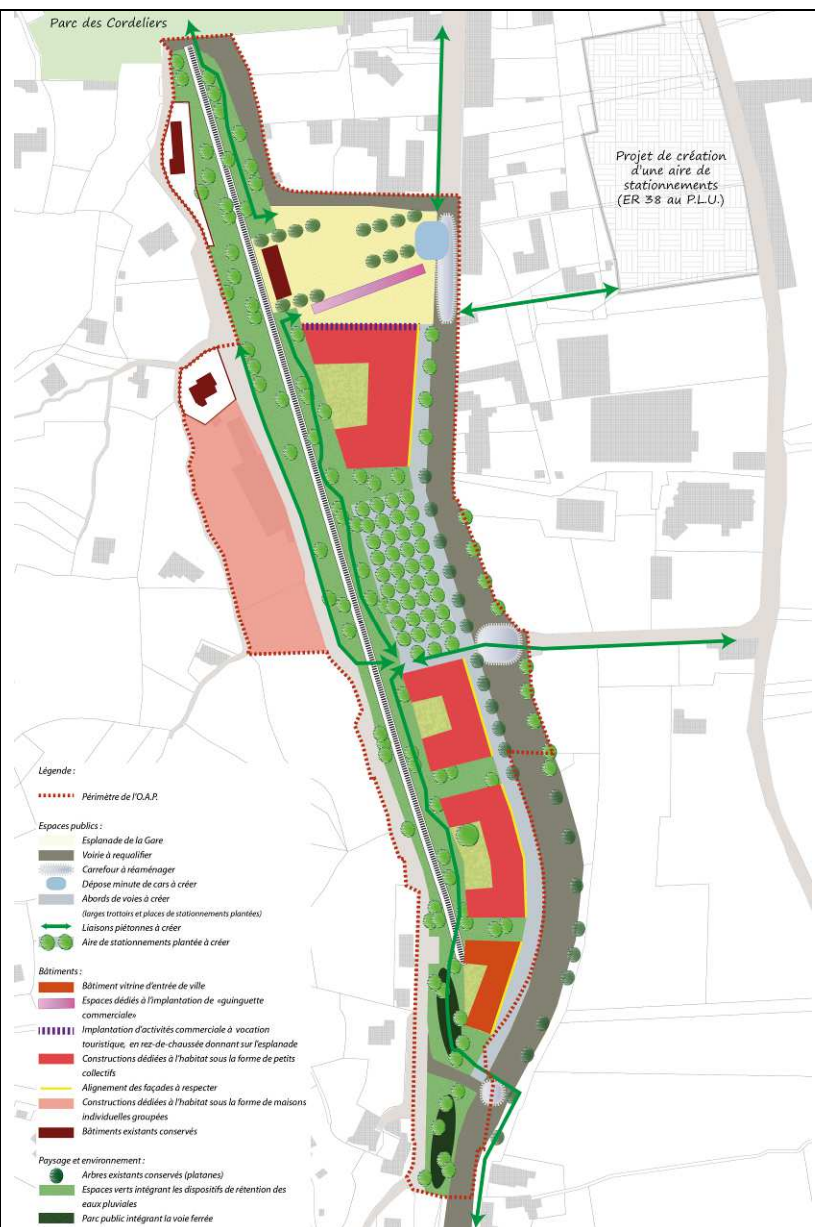 Parc des Cordeliers
Projet de création
d'une aire de
stationnements
(ER 38 au P.L.U.)
Légende :
Périmètre de l'O.A.P.
Espaces publics :
Esplanade de la Gare
Voirie à requalifier
Carrefour à réaménager
Dépose minute de cars à créer
Abords de voies à créer
(larges trottoirs et places de stationnements plantées)
Liaisons piétonnes à créer
Aire de stationnements plantée à créer
Bâtiments :
Bâtiment vitrine d'entrée de ville
Espaces dédiés à l'implantation de «guinguette
commerciale»
Implantation d'activités commerciale à vocation
touristique, en rez-de-chaussée donnant sur l'esplanade
Constructions dédiées à l'habitat sous la forme de petits
collectifs
Alignement des façades à respecter
Constructions dédiées à l'habitat sous la forme de maisons
individuelles groupées
Bâtiments existants conservés
Paysage et environnement :
Arbres existants conservés (platanes)
Espaces verts intégrant les dispositifs de rétention des
eaux pluviales
Parc public intégrant la voie ferrée